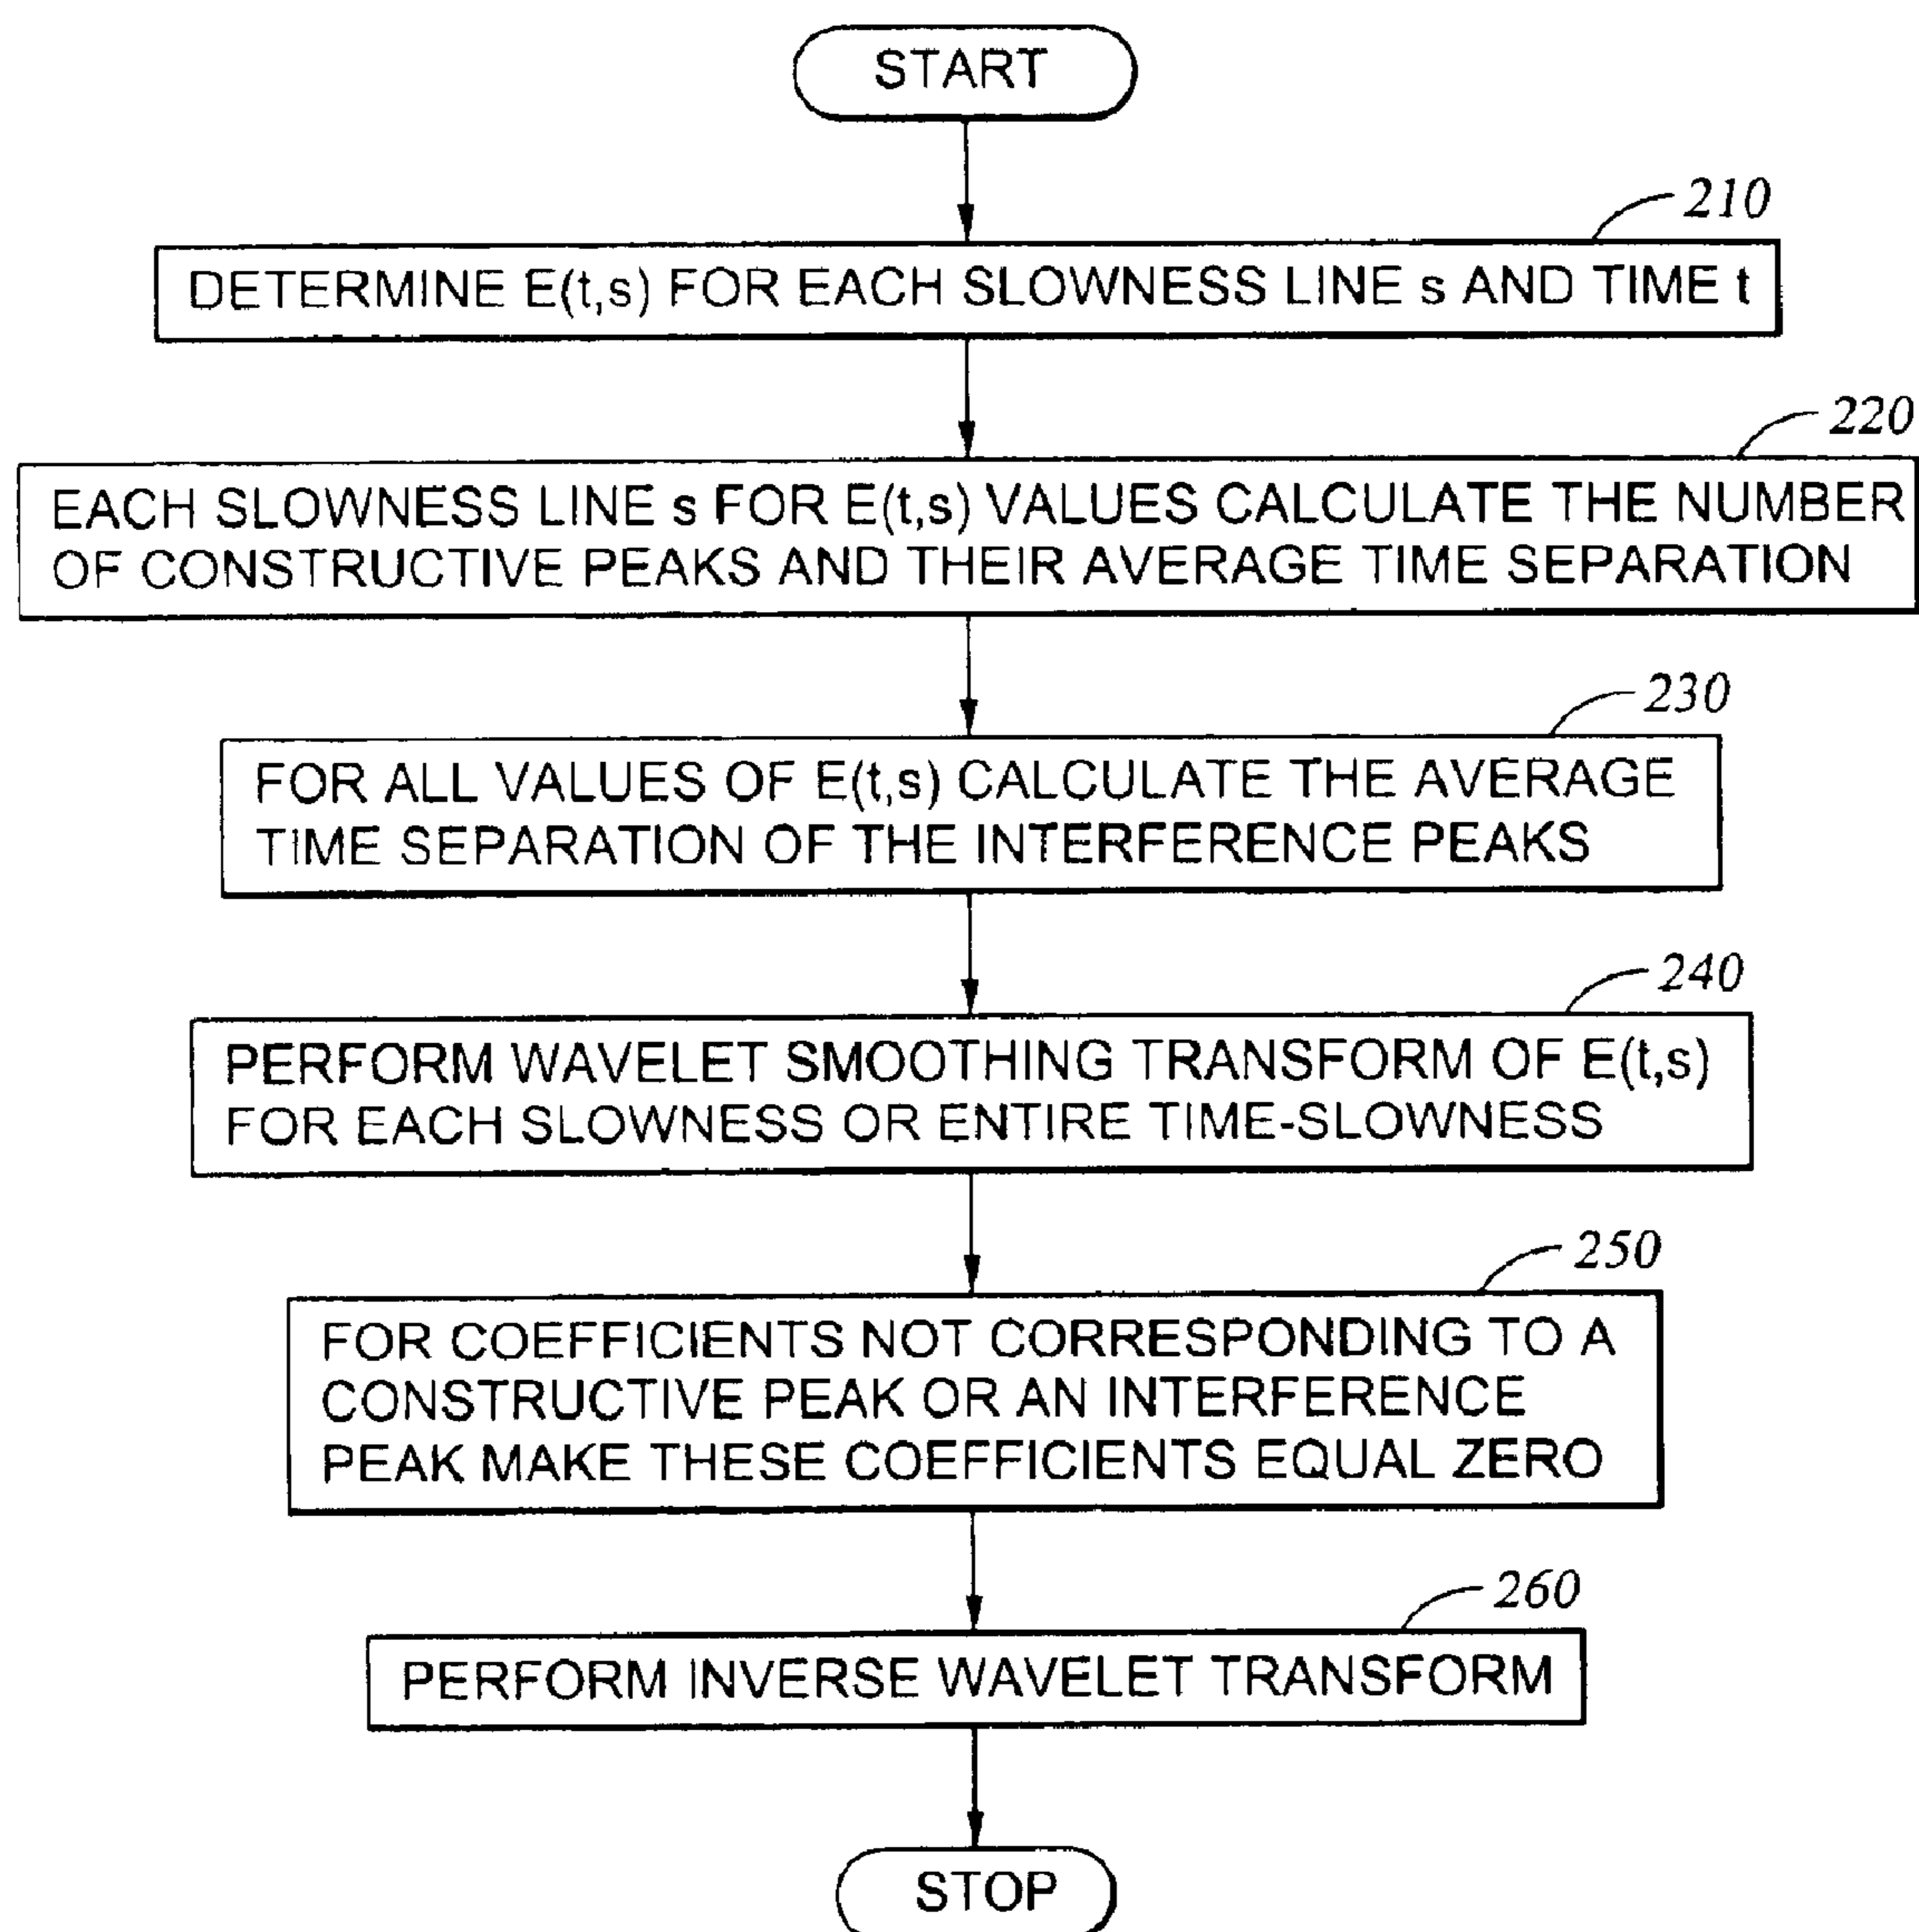 START
210
DETERMINE E(t,s) FOR EACH SLOWNESS LINE s AND TIME t
220
EACH SLOWNESS LINE s FOR E(t,s) VALUES CALCULATE THE NUMBER
OF CONSTRUCTIVE PEAKS AND THEIR AVERAGE TIME SEPARATION
230
FOR ALL VALUES OF E(t,s) CALCULATE THE AVERAGE
TIME SEPARATION OF THE INTERFERENCE PEAKS
240
PERFORM WAVELET SMOOTHING TRANSFORM OF E(t,s)
FOR EACH SLOWNESS OR ENTIRE TIME-SLOWNESS
250
FOR COEFFICIENTS NOT CORRESPONDING TO A
CONSTRUCTIVE PEAK OR AN INTERFERENCE
PEAK MAKE THESE COEFFICIENTS EQUAL ZERO
260
PERFORM INVERSE WAVELET TRANSFORM
STOP